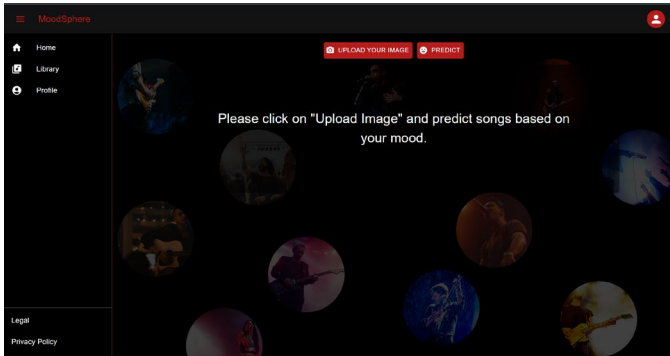 MoodSphere
Home
Library
Profile
UPLOAD YOUR IMAGE
PREDICT
Please click on "Upload Image" and predict songs based on
your mood.
Legal
Privacy Policy